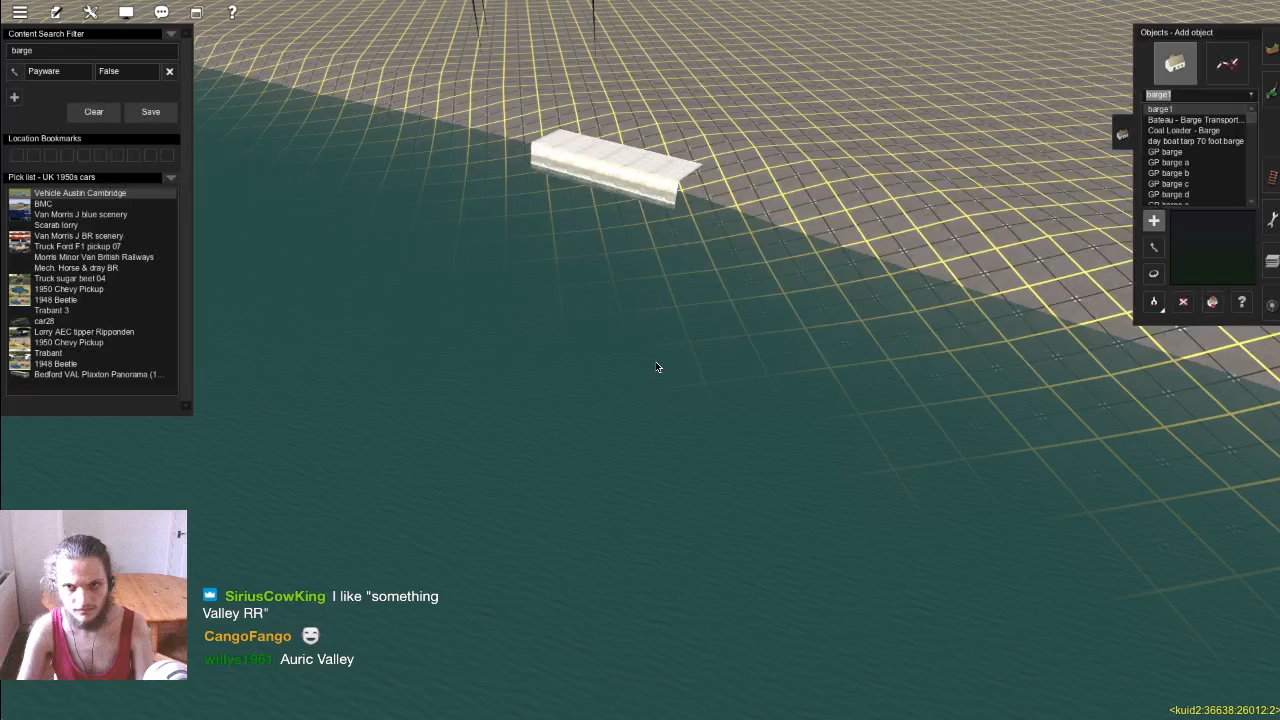 Content Search Filter
barge
Payware False
Clear Save
Location Bookmarks
Pick list - UK 1950s cars
Vehicle Austin Cambridge
BMC
Van Morris J blue scenery
Scarab lorry
Van Morris J BR scenery
Truck Ford F1 pickup 07
Morris Minor Van British Railways
Mech. Horse & dray BR
Truck sugar beet 04
1950 Chevy Pickup
1948 Beetle
Trabant 3
car28
Lorry AEC tipper Ripponden
1950 Chevy Pickup
Trabant
1948 Beetle
Bedford VAL Plaxton Panorama (1...
Objects - Add object
barge1
barge1
Bateau - Barge Transport...
Coal Loader - Barge
day boat tarp 70 foot barge
GP barge
GP barge a
GP barge b
GP barge c
GP barge d
SiriusCowKing I like "something
Valley RR"
CangoFango
willys1961 Auric Valley
<kuid2:36638:26012:2>